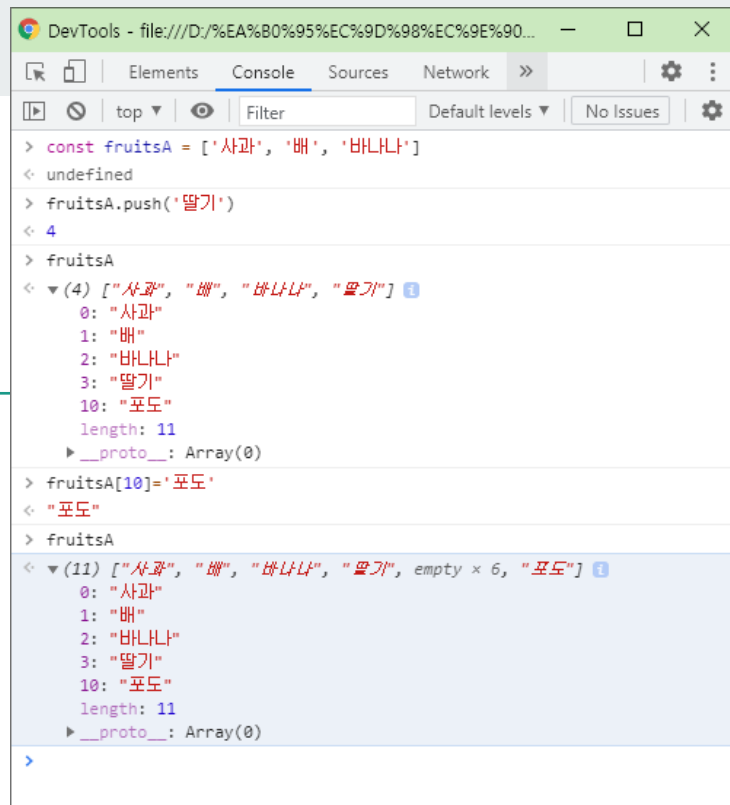 DevTools - file:///D:/%EA%B0%95%EC%9D%98%EC%9E%90...
Elements Console Sources Network »
top ▼ Filter Default levels ▼ No Issues
> const fruitsA = ['사과', '배', '바나나']
< undefined
> fruitsA.push('딸기')
< 4
> fruitsA
< ▼(4) ["사과", "배", "바나나", "딸기"] i
0: "사과"
1: "배"
2: "바나나"
3: "딸기"
10: "포도"
length: 11
▶ __proto__: Array(0)
> fruitsA[10]='포도'
< "포도"
> fruitsA
< ▼(11) ["사과", "배", "바나나", "딸기", empty × 6, "포도"] i
0: "사과"
1: "배"
2: "바나나"
3: "딸기"
10: "포도"
length: 11
▶ __proto__: Array(0)
>